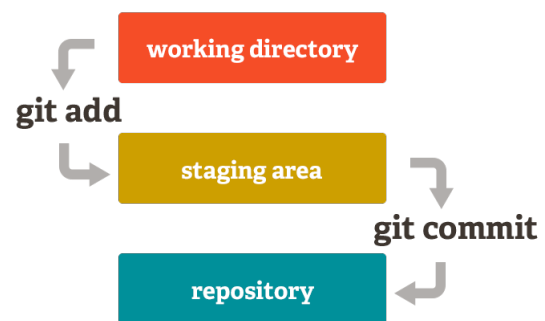 working directory
git add
staging area
git commit
repository